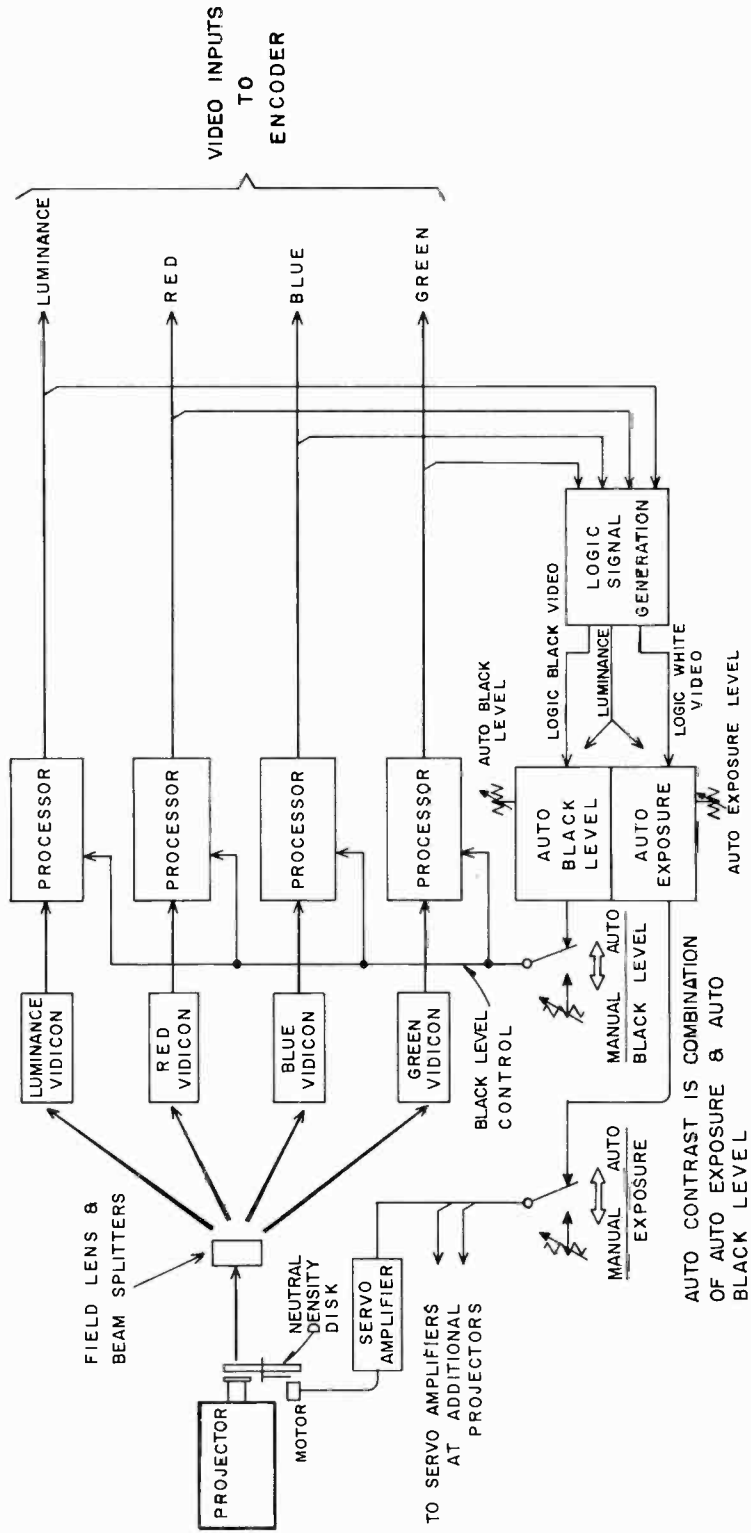 FIELD LENS &
BEAM SPLITTERS
PROJECTOR
NEUTRAL
DENSITY
DISK
MOTOR
SERVO
AMPLIFIER
TO SERVO AMPLIFIERS
AT ADDITIONAL
PROJECTORS
LUMINANCE
VIDICON
RED
VIDICON
BLUE
VIDICON
GREEN
VIDICON
PROCESSOR
PROCESSOR
PROCESSOR
PROCESSOR
LUMINANCE
RED
BLUE
GREEN
VIDEO INPUTS
TO
ENCODER
BLACK LEVEL
CONTROL
MANUAL AUTO
EXPOSURE
MANUAL AUTO
BLACK LEVEL
AUTO BLACK
LEVEL
AUTO
BLACK
LEVEL
AUTO
EXPOSURE
AUTO EXPOSURE LEVEL
LOGIC BLACK VIDEO
LUMINANCE
LOGIC WHITE
VIDEO
LOGIC
SIGNAL
GENERATION
AUTO CONTRAST IS COMBINATION
OF AUTO EXPOSURE & AUTO
BLACK LEVEL